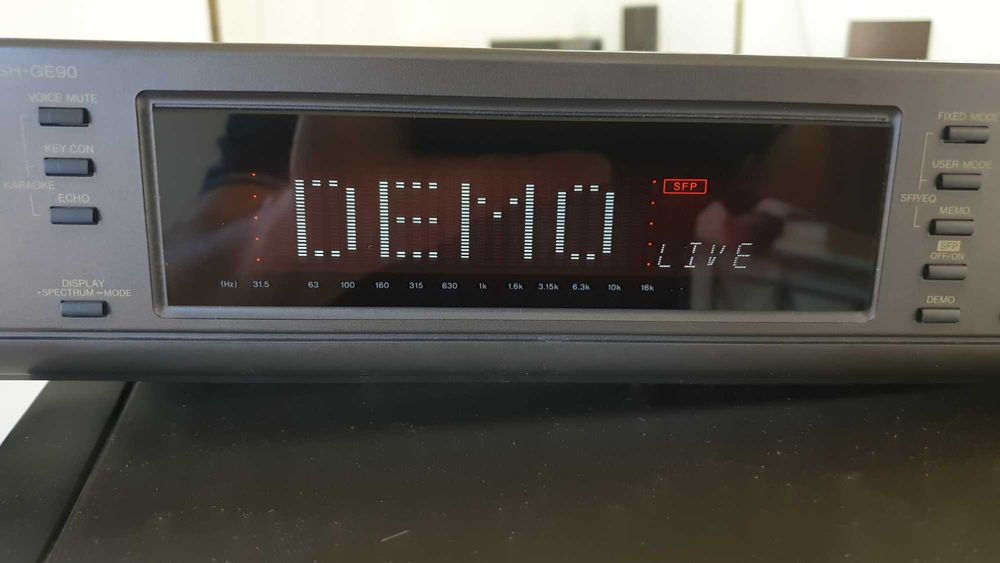 SH-GE90
VOICE MUTE
KEY CON
KARAOKE
ECHO
DISPLAY
-SPECTRUM-MODE
DEMO
SFP
LIVE
(Hz) 31.5 63 100 160 315 630 1k 1.6k 3.15k 6.3k 10k 16k
FIXED MODE
USER MODE
SFP/EQ
MEMO
SFP
OFF/ON
DEMO